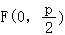 F(0, p/2)